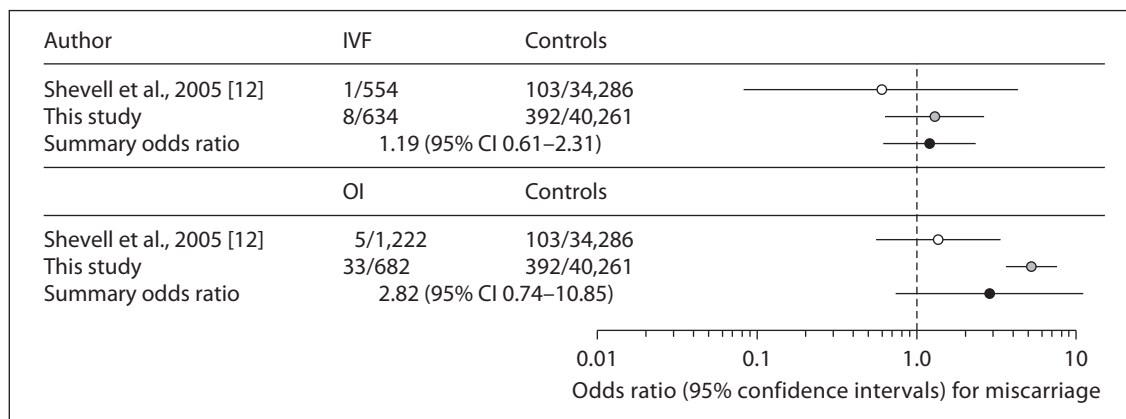 Author IVF Controls
Shevell et al., 2005 [12] 1/554 103/34,286
This study 8/634 392/40,261
Summary odds ratio 1.19 (95% CI 0.61–2.31)
OI Controls
Shevell et al., 2005 [12] 5/1,222 103/34,286
This study 33/682 392/40,261
Summary odds ratio 2.82 (95% CI 0.74–10.85)
0.01 0.1 1.0 10
Odds ratio (95% confidence intervals) for miscarriage